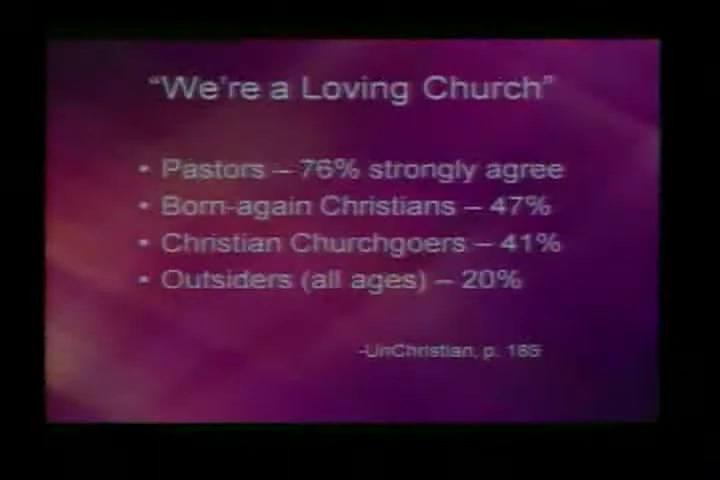 “We're a Loving Church”
• Pastors – 76% strongly agree
• Born-again Christians – 47%
• Christian Churchgoers – 41%
• Outsiders (all ages) – 20%
-UnChristian, p. 185